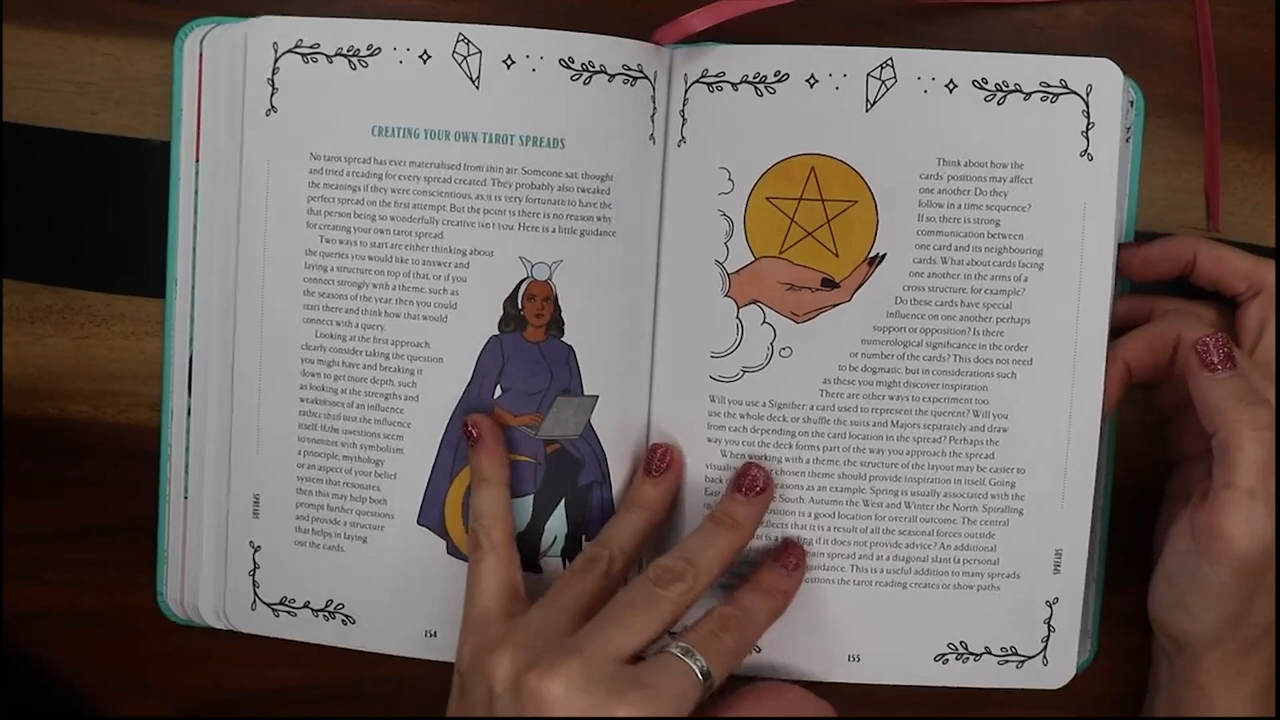 CREATING YOUR OWN TAROT SPREADS
No tarot spread has ever materialised from thin air. Someone sat, thought
and tried a reading for every spread created. They probably also tweaked
the meanings if they were conscientious, as it is very fortunate to have the
perfect spread on the first attempt. But the point is there is no reason why
that person being so wonderfully creative isn't you. Here is a little guidance
for creating your own tarot spread.
Two ways to start are either thinking about
the queries you would like to answer and
laying a structure on top of that, or if you
connect strongly with a theme, such as
the seasons of the year, then you could
start there and think how that would
connect with a query.
Looking at the first approach,
clearly consider taking the question
you might have and breaking it
down to get more depth, such
as looking at the strengths and
weaknesses of an influence
rather than just the influence
itself. If the questions seem
to connect with symbolism,
a principle, mythology
or an aspect of your belief
system that resonates,
then this may help both
prompt further questions
and provide a structure
that helps in laying
out the cards.
SPREADS
154
Think about how the
cards' positions may affect
one another. Do they
follow in a time sequence?
If so, there is strong
communication between
one card and its neighbouring
cards. What about cards facing
one another, in the arms of a
cross structure, for example?
Do these cards have special
influence on one another, perhaps
support or opposition? Is there
numerological significance in the order
or number of the cards? This does not need
to be dogmatic, but in considerations such
as these you might discover inspiration.
There are other ways to experiment too.
Will you use a Signifier; a card used to represent the querent? Will you
use the whole deck, or shuffle the suits and Majors separately and draw
from each depending on the card location in the spread? Perhaps the
way you cut the deck forms part of the way you approach the spread.
When working with a theme, the structure of the layout may be easier to
chosen theme should provide inspiration in itself. Going
back seasons as an example. Spring is usually associated with the
South, Autumn the West and Winter the North. Spiralling
position is a good location for overall outcome. The central
reflects that it is a result of all the seasonal forces outside
is a reading if it does not provide advice? An additional
main spread and at a diagonal slant (a personal
guidance. This is a useful addition to many spreads
questions the tarot reading creates or show paths
SPREADS
155